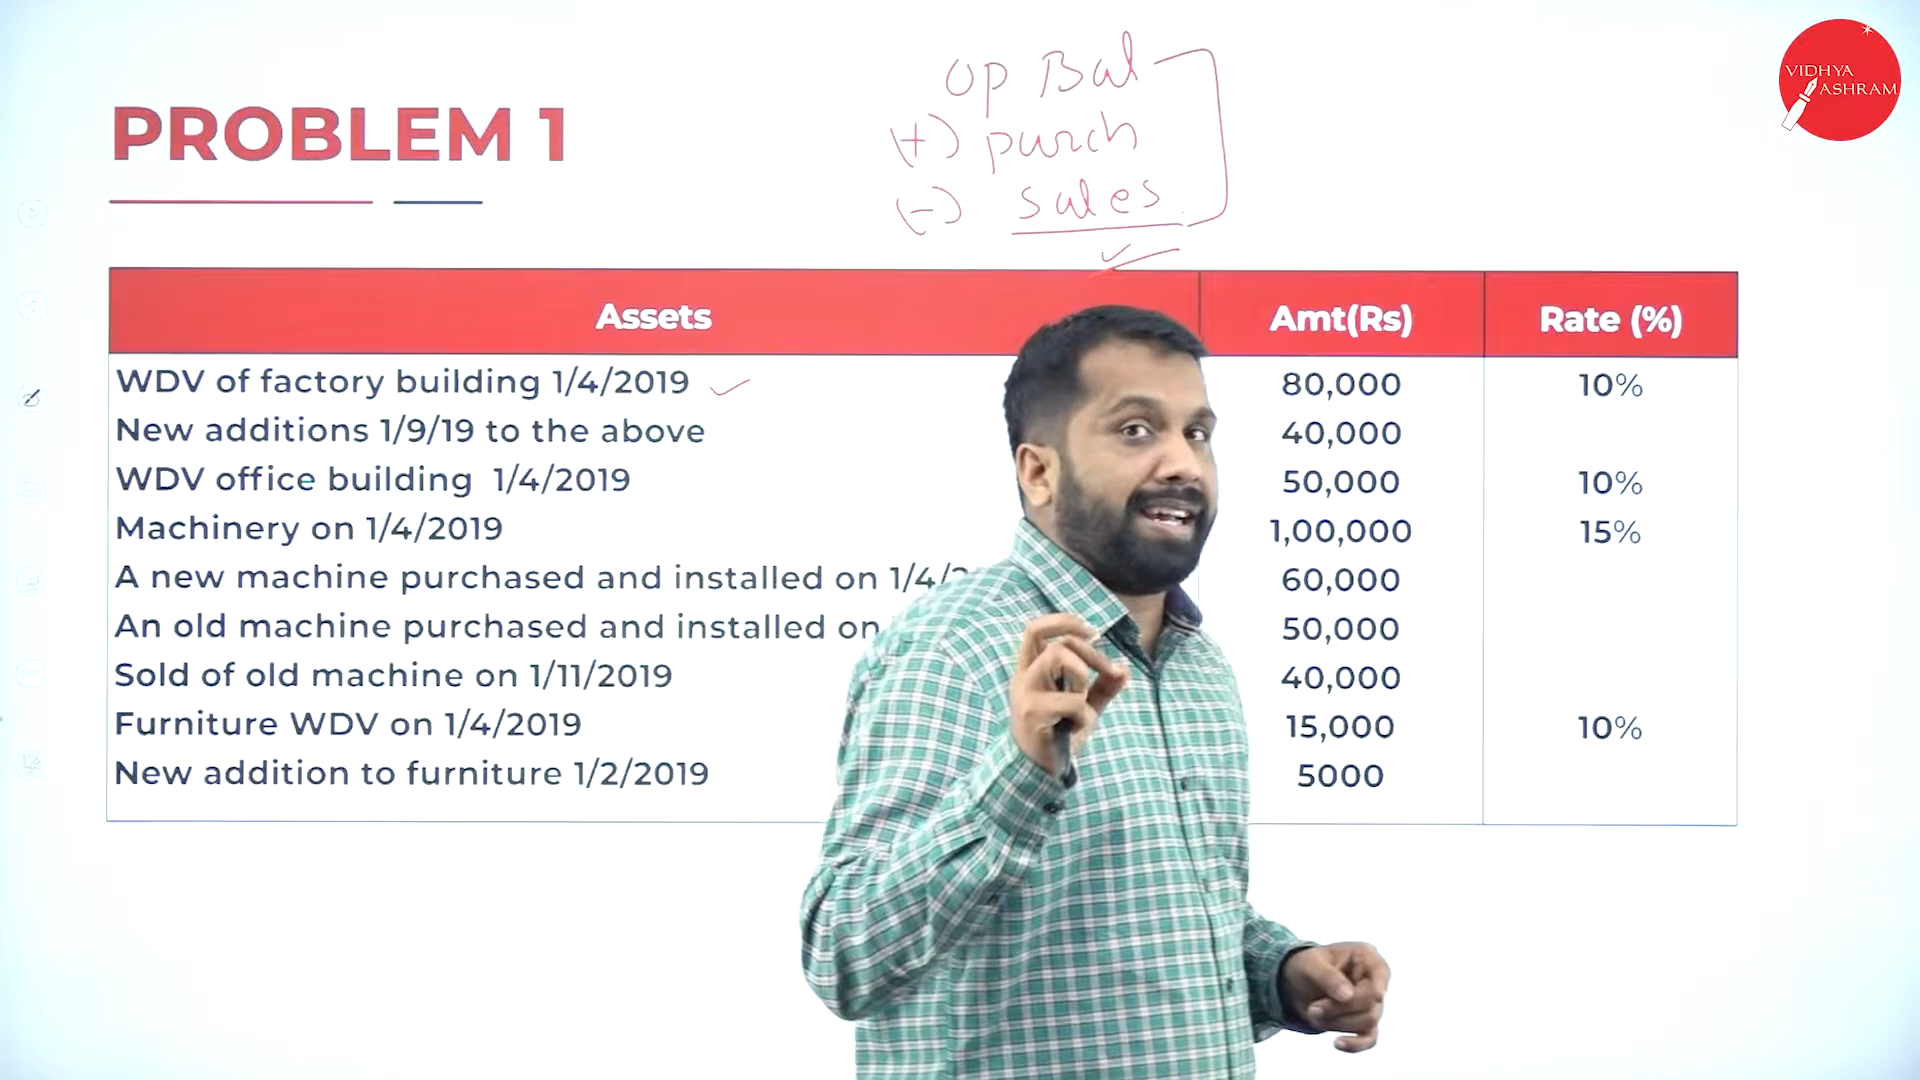 op Bal
(+) purch
(-) sales
VIDHYA
ASHRAM
PROBLEM 1
Assets Amt(Rs) Rate (%)
WDV of factory building 1/4/2019 80,000 10%
New additions 1/9/19 to the above 40,000
WDV office building 1/4/2019 50,000 10%
Machinery on 1/4/2019 1,00,000 15%
A new machine purchased and installed on 60,000
An old machine purchased and installed on 50,000
Sold of old machine on 1/11/2019 40,000
Furniture WDV on 1/4/2019 15,000 10%
New addition to furniture 1/2/2019 5000